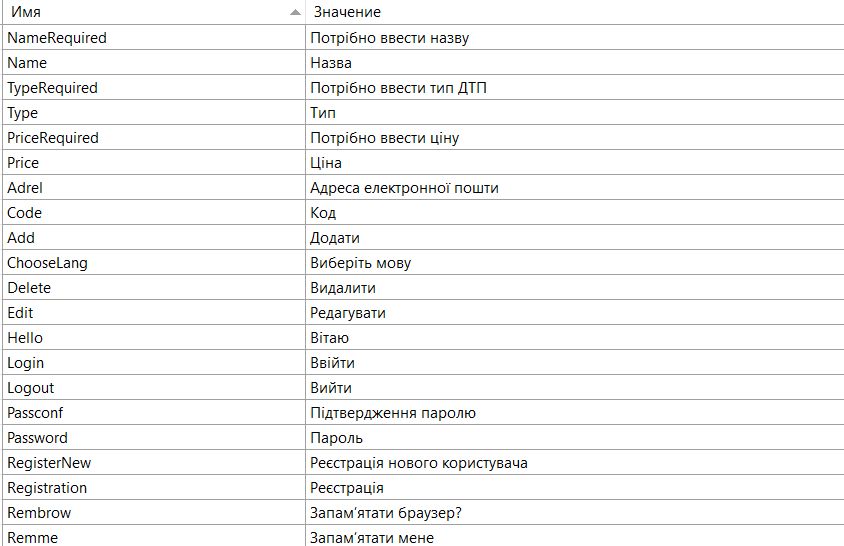 Имя Значение
NameRequired Потрібно ввести назву
Name Назва
TypeRequired Потрібно ввести тип ДТП
Type Тип
PriceRequired Потрібно ввести ціну
Price Ціна
Adrel Адреса електронної пошти
Code Код
Add Додати
ChooseLang Виберіть мову
Delete Видалити
Edit Редагувати
Hello Вітаю
Login Ввійти
Logout Вийти
Passconf Підтвердження паролю
Password Пароль
RegisterNew Реєстрація нового користувача
Registration Реєстрація
Rembrow Запам'ятати браузер?
Remme Запам'ятати мене